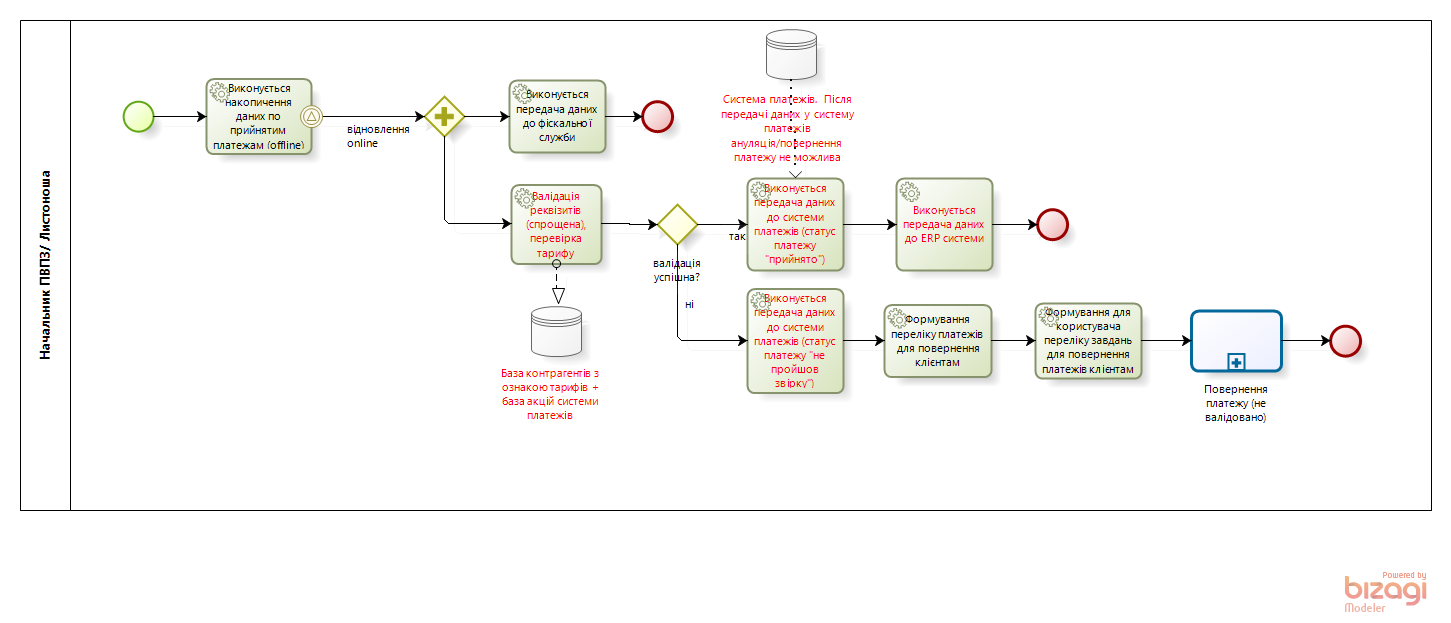 Начальник ПВПЗ/ Листоноша
Виконується
накопичення
даних по
прийнятим
платежам (offline)
відновлення
online
Виконується
передача даних
до фіскальної
служби
Система платежів. Після
передачі даних у систему
платежів
ануляція/повернення
платежу не можлива
Валідація
реквізитів
(спрощена),
перевірка
тарифу
База контрагентів з
ознакою тарифів +
база акцій системи
платежів
валідація
успішна?
так
ні
Виконується
передача даних
до системи
платежів (статус
платежу
"прийнято")
Виконується
передача даних
до ERP системи
Виконується
передача даних
до системи
платежів (статус
платежу "не
пройшов
звірку")
Формування
переліку платежів
для повернення
клієнтам
Формування для
користувача
переліку завдань
для повернення
платежів клієнтам
Повернення
платежу (не
валідовано)
Powered by
bizagi
Modeler